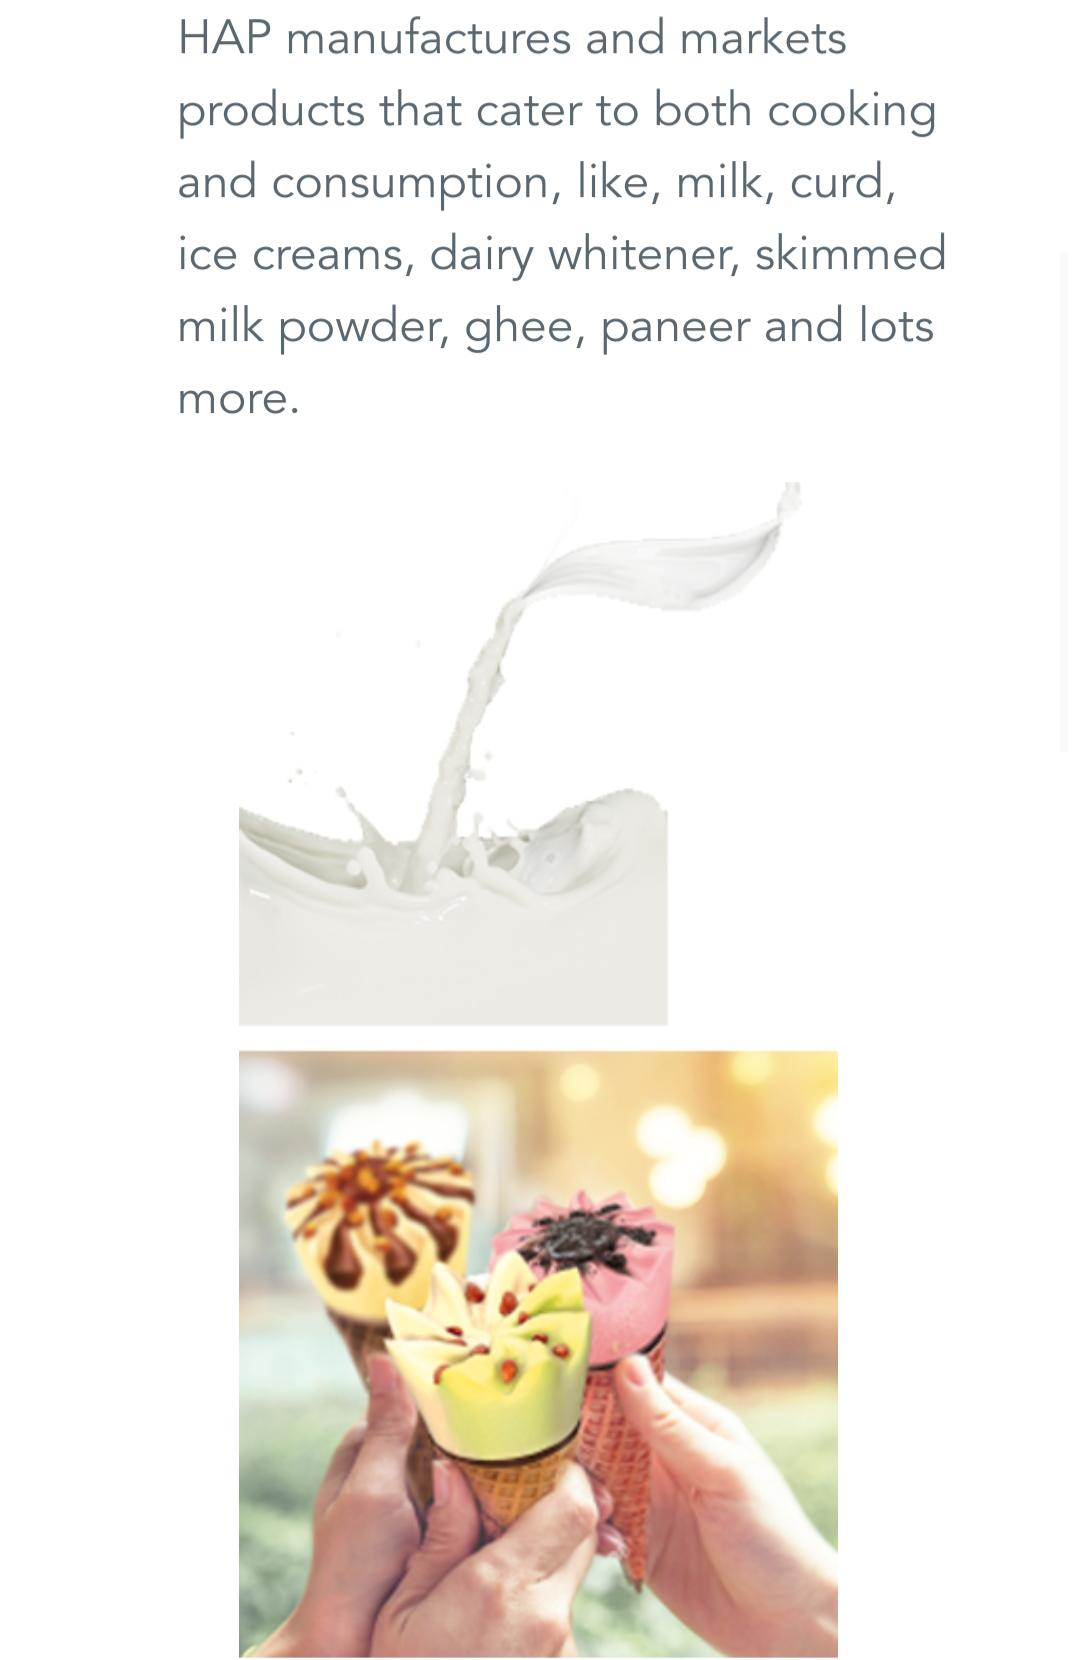 HAP manufactures and markets
products that cater to both cooking
and consumption, like, milk, curd,
ice creams, dairy whitener, skimmed
milk powder, ghee, paneer and lots
more.